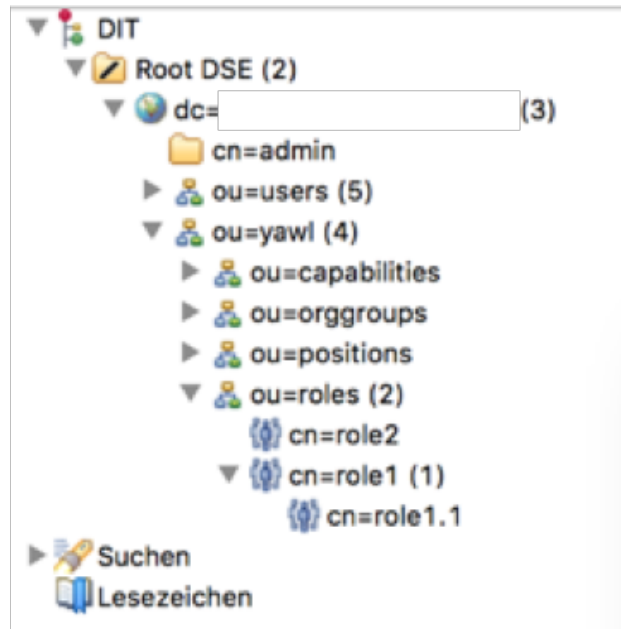 DIT
Root DSE (2)
dc= (3)
cn=admin
ou=users (5)
ou=yawl (4)
ou=capabilities
ou=orggroups
ou=positions
ou=roles (2)
cn=role2
cn=role1 (1)
cn=role1.1
Suchen
Lesezeichen